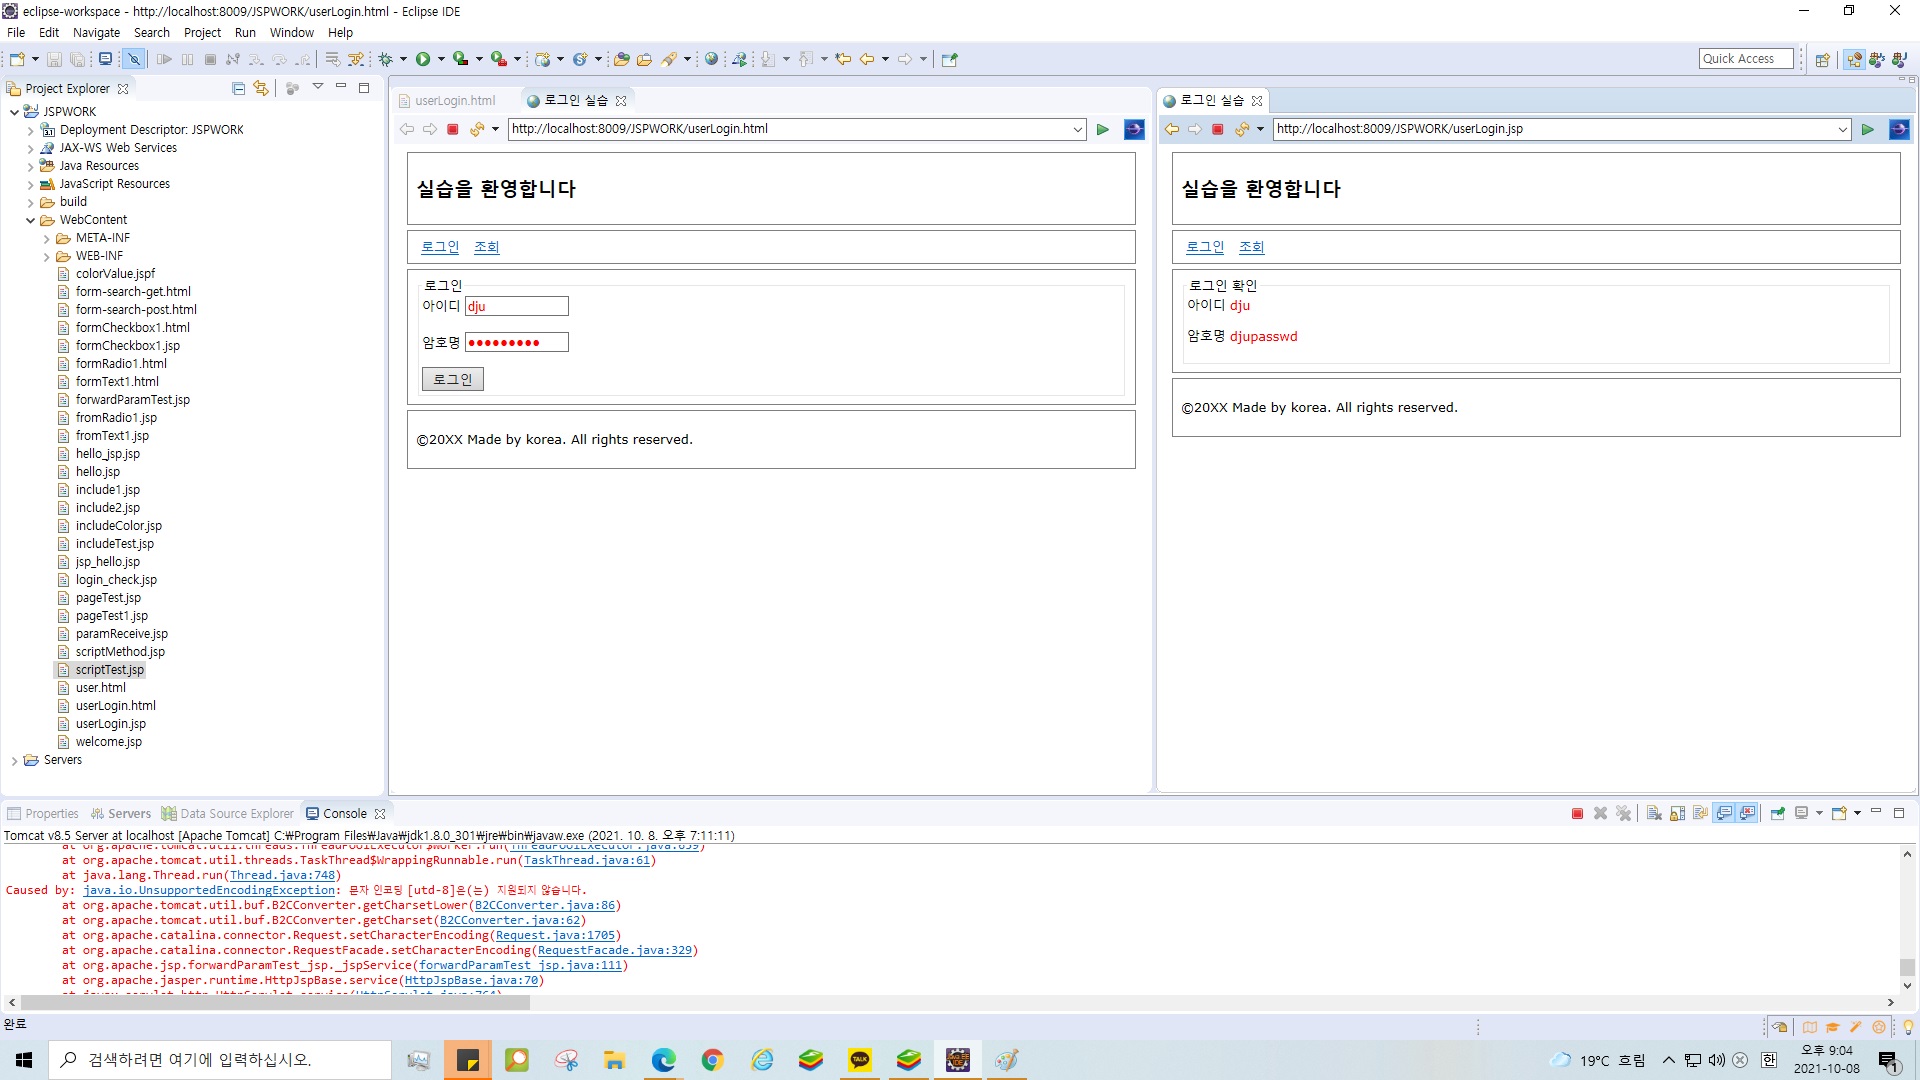 eclipse-workspace - http://localhost:8009/JSPWORK/userLogin.html - Eclipse IDE
File Edit Navigate Search Project Run Window Help
Quick Access
Project Explorer
JSPWORK
Deployment Descriptor: JSPWORK
JAX-WS Web Services
Java Resources
JavaScript Resources
build
WebContent
META-INF
WEB-INF
colorValue.jspf
form-search-get.html
form-search-post.html
formCheckbox1.html
formCheckbox1.jsp
formRadio1.html
formText1.html
forwardParamTest.jsp
fromRadio1.jsp
fromText1.jsp
hello_jsp.jsp
hello.jsp
include1.jsp
include2.jsp
includeColor.jsp
includeTest.jsp
jsp_hello.jsp
login_check.jsp
pageTest.jsp
pageTest1.jsp
paramReceive.jsp
scriptMethod.jsp
scriptTest.jsp
user.html
userLogin.html
userLogin.jsp
welcome.jsp
Servers
userLogin.html 로그인 실습
http://localhost:8009/JSPWORK/userLogin.html
실습을 환영합니다
로그인 조회
로그인
아이디 dju
암호명 ●●●●●●●●●
로그인
©20XX Made by korea. All rights reserved.
로그인 실습
http://localhost:8009/JSPWORK/userLogin.jsp
실습을 환영합니다
로그인 조회
로그인 확인
아이디 dju
암호명 djupasswd
©20XX Made by korea. All rights reserved.
Properties Servers Data Source Explorer Console
Tomcat v8.5 Server at localhost [Apache Tomcat] C:₩Program Files₩Java₩jdk1.8.0_301₩jre₩bin₩javaw.exe (2021. 10. 8. 오후 7:11:11)
at org.apache.tomcat.util.threads.ThreadPoolExecutor$Worker.run(ThreadPoolExecutor.java:659)
at org.apache.tomcat.util.threads.TaskThread$WrappingRunnable.run(TaskThread.java:61)
at java.lang.Thread.run(Thread.java:748)
Caused by: java.io.UnsupportedEncodingException: 문자 인코딩 [utd-8]은(는) 지원되지 않습니다.
at org.apache.tomcat.util.buf.B2CConverter.getCharsetLower(B2CConverter.java:86)
at org.apache.tomcat.util.buf.B2CConverter.getCharset(B2CConverter.java:62)
at org.apache.catalina.connector.Request.setCharacterEncoding(Request.java:1705)
at org.apache.catalina.connector.RequestFacade.setCharacterEncoding(RequestFacade.java:329)
at org.apache.jsp.forwardParamTest_jsp._jspService(forwardParamTest_jsp.java:111)
at org.apache.jasper.runtime.HttpJspBase.service(HttpJspBase.java:70)
at javax.servlet.http.HttpServlet.service(HttpServlet.java:764)
완료
검색하려면 여기에 입력하십시오.
TALK
19°C 흐림
한
오후 9:04
2021-10-08
1